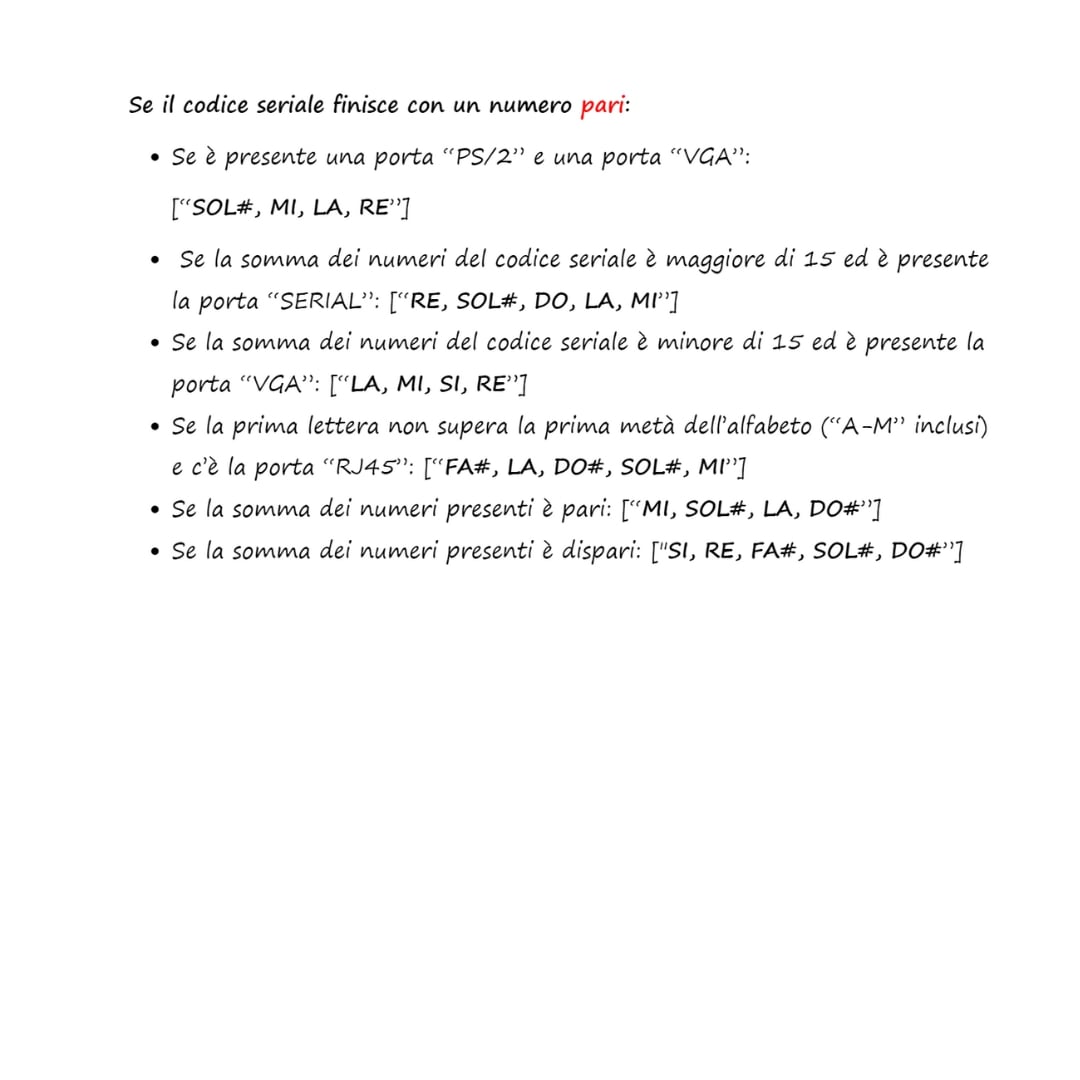 Se il codice seriale finisce con un numero pari:
• Se è presente una porta “PS/2” e una porta “VGA”:
[“SOL#, MI, LA, RE”]
• Se la somma dei numeri del codice seriale è maggiore di 15 ed è presente
la porta “SERIAL”: [“RE, SOL#, DO, LA, MI”]
• Se la somma dei numeri del codice seriale è minore di 15 ed è presente la
porta “VGA”: [“LA, MI, SI, RE”]
• Se la prima lettera non supera la prima metà dell’alfabeto (“A-M” inclusi)
e c’è la porta “RJ45”: [“FA#, LA, DO#, SOL#, MI”]
• Se la somma dei numeri presenti è pari: [“MI, SOL#, LA, DO#”]
• Se la somma dei numeri presenti è dispari: ["SI, RE, FA#, SOL#, DO#”]